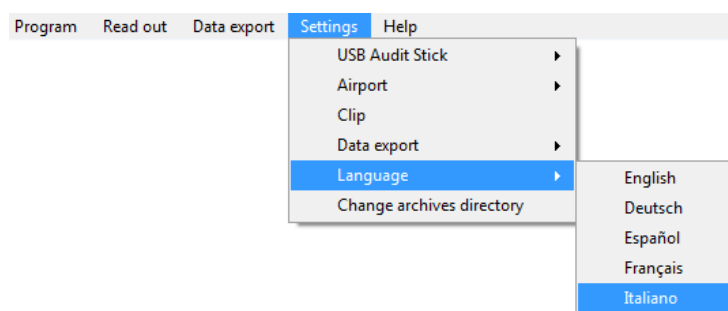 Program Read out Data export Settings Help
USB Audit Stick
Airport
Clip
Data export
Language
Change archives directory
English
Deutsch
Español
Français
Italiano